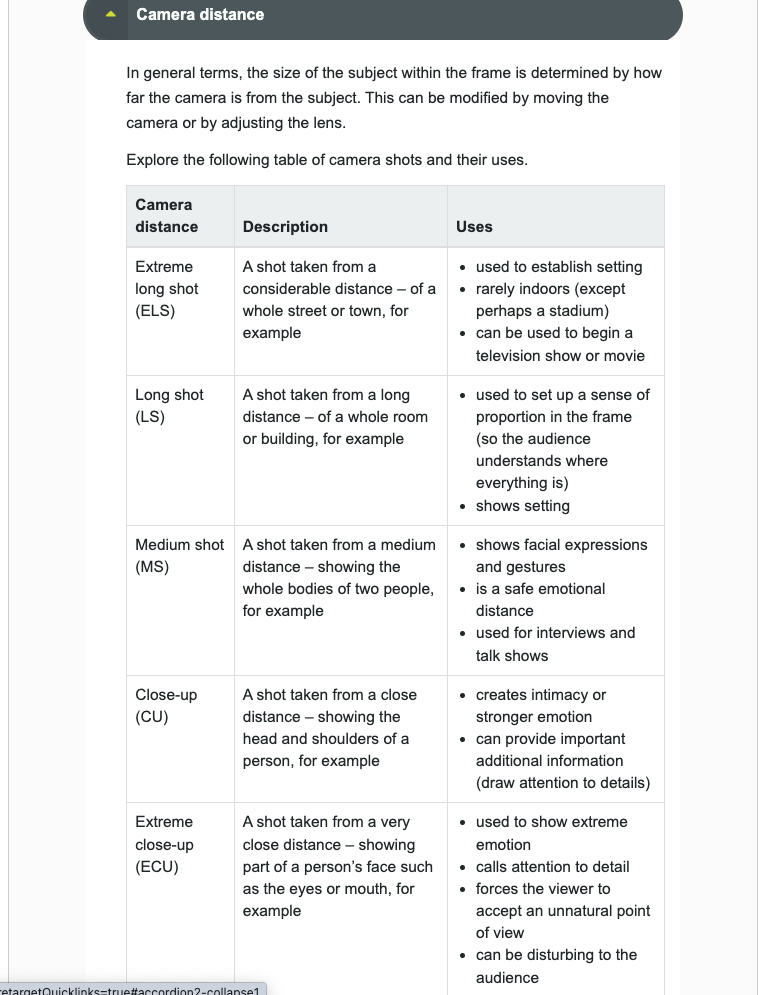 Camera distance
In general terms, the size of the subject within the frame is determined by how
far the camera is from the subject. This can be modified by moving the
camera or by adjusting the lens.
Explore the following table of camera shots and their uses.
Camera
distance
Description
Uses
Extreme
long shot
(ELS)
A shot taken from a
considerable distance – of a
whole street or town, for
example
• used to establish setting
• rarely indoors (except
perhaps a stadium)
• can be used to begin a
television show or movie
Long shot
(LS)
A shot taken from a long
distance – of a whole room
or building, for example
• used to set up a sense of
proportion in the frame
(so the audience
understands where
everything is)
• shows setting
Medium shot
(MS)
A shot taken from a medium
distance – showing the
whole bodies of two people,
for example
• shows facial expressions
and gestures
• is a safe emotional
distance
• used for interviews and
talk shows
Close-up
(CU)
A shot taken from a close
distance – showing the
head and shoulders of a
person, for example
• creates intimacy or
stronger emotion
• can provide important
additional information
(draw attention to details)
Extreme
close-up
(ECU)
A shot taken from a very
close distance – showing
part of a person’s face such
as the eyes or mouth, for
example
• used to show extreme
emotion
• calls attention to detail
• forces the viewer to
accept an unnatural point
of view
• can be disturbing to the
audience
retargetQuicklinks=true#accordion2-collapse1